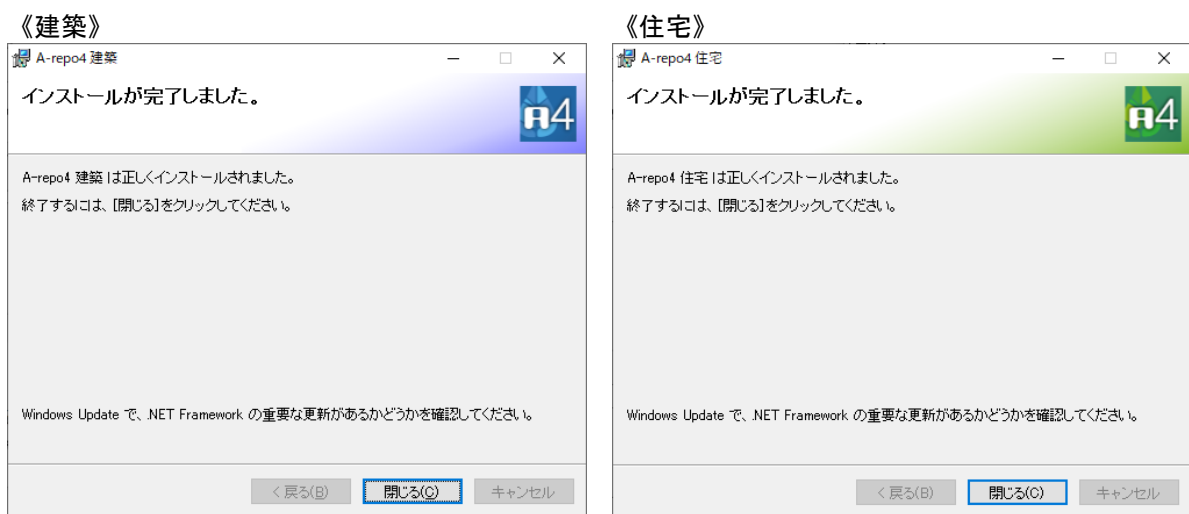 《建築》
A-repo4 建築
インストールが完了しました。
A4
A-repo4 建築 は正しくインストールされました。
終了するには、[閉じる]をクリックしてください。
Windows Update で、.NET Framework の重要な更新があるかどうかを確認してください。
< 戻る(B)
閉じる(C)
キャンセル
《住宅》
A-repo4 住宅
インストールが完了しました。
A4
A-repo4 住宅 は正しくインストールされました。
終了するには、[閉じる]をクリックしてください。
Windows Update で、.NET Framework の重要な更新があるかどうかを確認してください。
< 戻る(B)
閉じる(C)
キャンセル